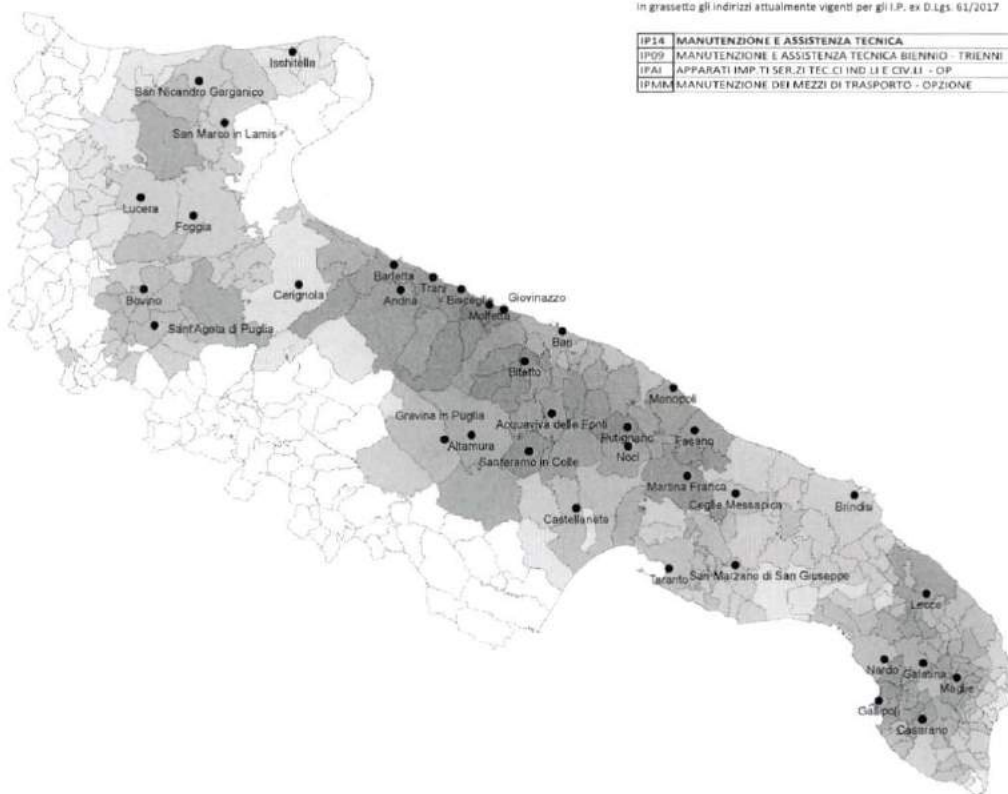 In grassetto gli indirizzi attualmente vigenti per gli I.P. ex D.Lgs. 61/2017
IP14 MANUTENZIONE E ASSISTENZA TECNICA
IP09 MANUTENZIONE E ASSISTENZA TECNICA BIENNIO - TRIENNI
IPAI APPARATI IMP.TI SER.ZI TEC.CI IND.LI E CIV.LI - OP
IPMM MANUTENZIONE DEI MEZZI DI TRASPORTO - OPZIONE
Ischitella
San Nicandro Garganico
San Marco in Lamis
Lucera
Foggia
Barletta
Trani
Bovino
Cerignola
Andria
Bisceglie
Giovinazzo
Molfetta
Sant'Agata di Puglia
Bari
Bitetto
Monopoli
Gravina in Puglia
Acquaviva delle Fonti
Putignano
Fasano
Altamura
Santeramo in Colle
Noci
Martina Franca
Ceglie Messapica
Brindisi
Castellaneta
Taranto
San Marzano di San Giuseppe
Lecce
Nardo
Galatina
Maglie
Gallipoli
Casarano